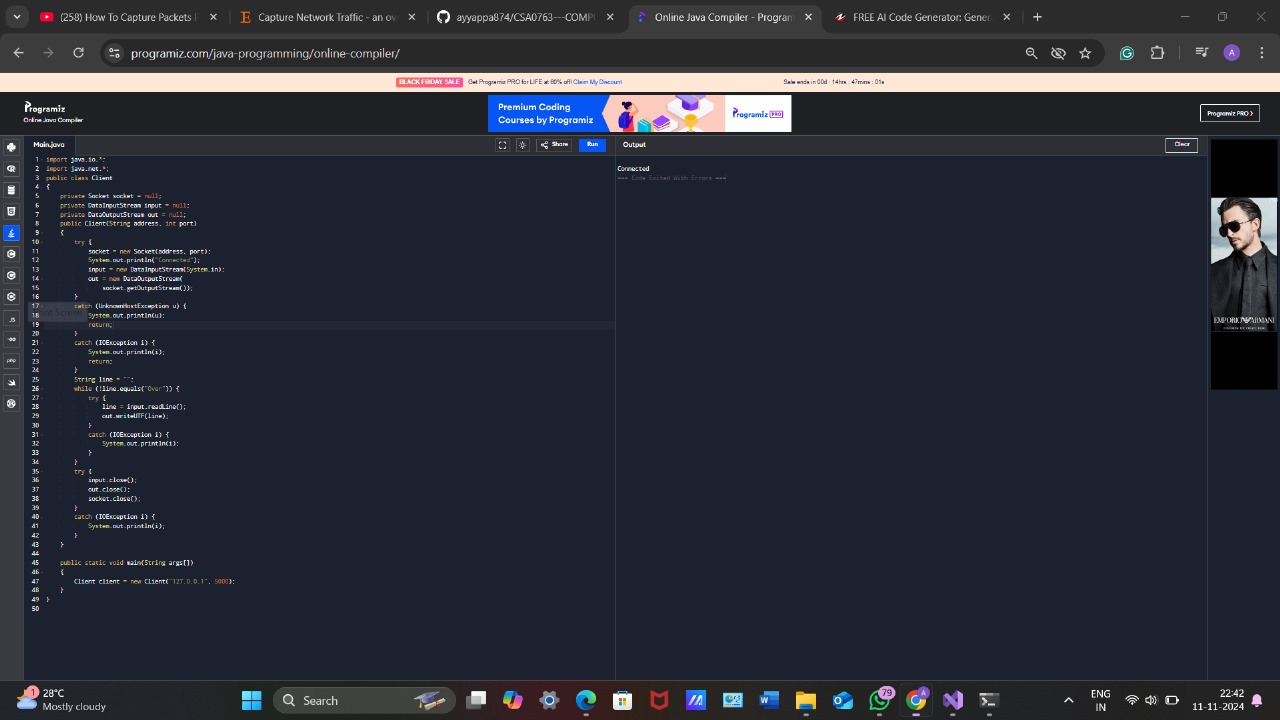 (258) How To Capture Packets
Capture Network Traffic - an ov
ayyappa874/CSA0763---COMPU
Online Java Compiler - Program
FREE AI Code Generator: Gener
programiz.com/java-programming/online-compiler/
A
BLACK FRIDAY SALE Get Programiz PRO for LIFE at 60% off! Claim My Discount
Sale ends in 00d : 14hrs : 47mins : 01s
Programiz
Online Java Compiler
Premium Coding
Courses by Programiz
Programiz PRO
Programiz PRO >
Main.java
Share
Run
Output
Clear
1 import java.io.*;
2 import java.net.*;
3 public class Client
4 {
5 private Socket socket = null;
6 private DataInputStream input = null;
7 private DataOutputStream out = null;
8 public Client(String address, int port)
9 {
10 try {
11 socket = new Socket(address, port);
12 System.out.println("Connected");
13 input = new DataInputStream(System.in);
14 out = new DataOutputStream(
15 socket.getOutputStream());
16 }
17 catch (UnknownHostException u) {
18 System.out.println(u);
19 return;
20 }
21 catch (IOException i) {
22 System.out.println(i);
23 return;
24 }
25 String line = "";
26 while (!line.equals("Over")) {
27 try {
28 line = input.readLine();
29 out.writeUTF(line);
30 }
31 catch (IOException i) {
32 System.out.println(i);
33 }
34 }
35 try {
36 input.close();
37 out.close();
38 socket.close();
39 }
40 catch (IOException i) {
41 System.out.println(i);
42 }
43 }
44
45 public static void main(String args[])
46 {
47 Client client = new Client("127.0.0.1", 5000);
48 }
49 }
50
Connected
=== Code Exited With Errors ===
JS
GO
php
EMPORIO ARMANI
1
28°C
Mostly cloudy
Search
79
ENG
IN
22:42
11-11-2024